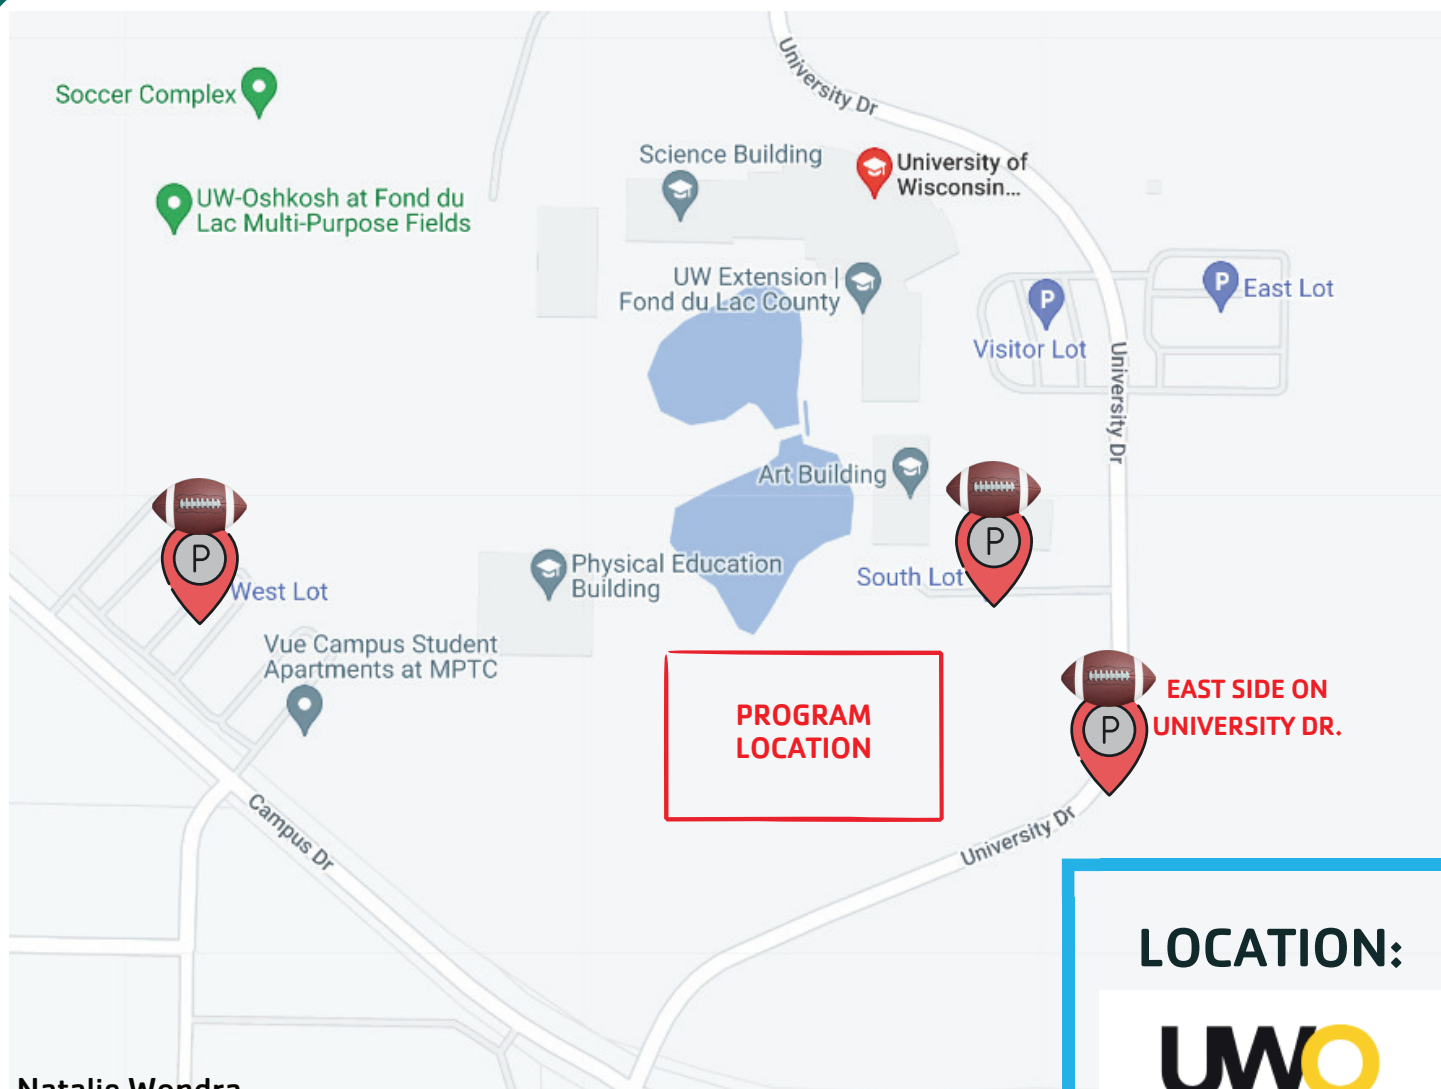 University Dr
Soccer Complex
Science Building
University of
Wisconsin...
UW-Oshkosh at Fond du
Lac Multi-Purpose Fields
UW Extension |
Fond du Lac County
P
East Lot
P
Visitor Lot
University Dr
Art Building
P
West Lot
P
South Lot
Physical Education
Building
Vue Campus Student
Apartments at MPTC
PROGRAM
LOCATION
P
EAST SIDE ON
UNIVERSITY DR.
Campus Dr
University Dr
LOCATION:
UWO
Natalie Wondra